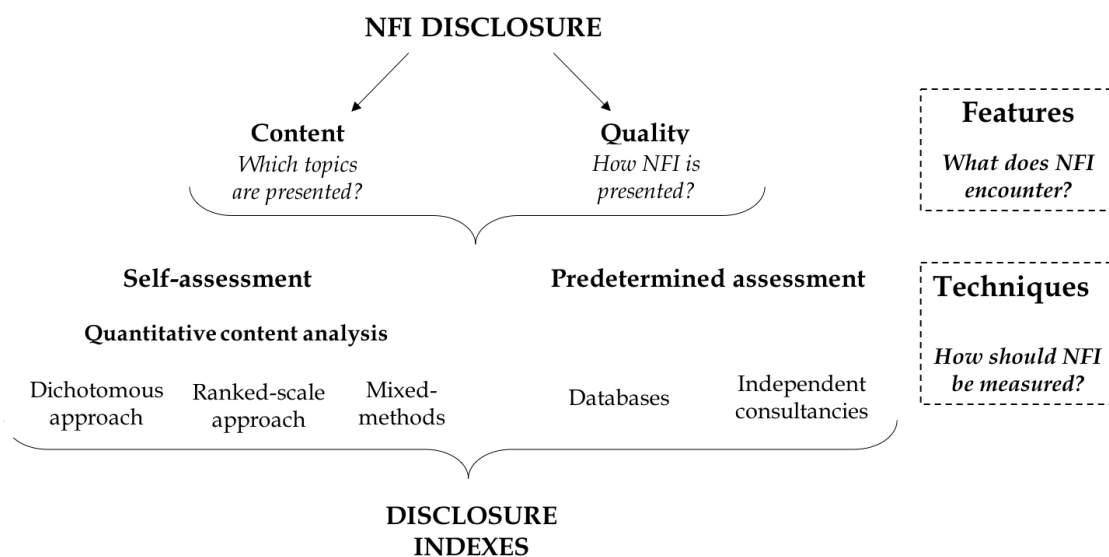 NFI DISCLOSURE
Content
Which topics
are presented?
Quality
How NFI is
presented?
Features
What does NFI
encounter?
Self-assessment
Predetermined assessment
Techniques
How should NFI
be measured?
Quantitative content analysis
Dichotomous
approach
Ranked-scale
approach
Mixed-
methods
Databases
Independent
consultancies
DISCLOSURE
INDEXES